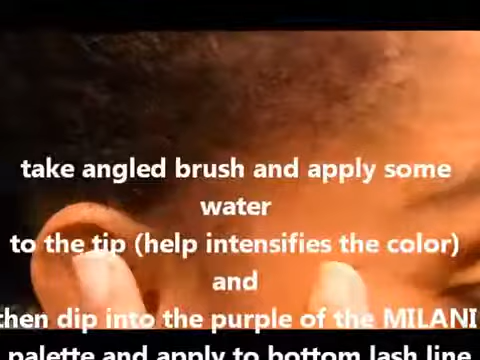 take angled brush and apply some
water
to the tip (help intensifies the color)
and
then dip into the purple of the MILANI
palette and apply to bottom lash line